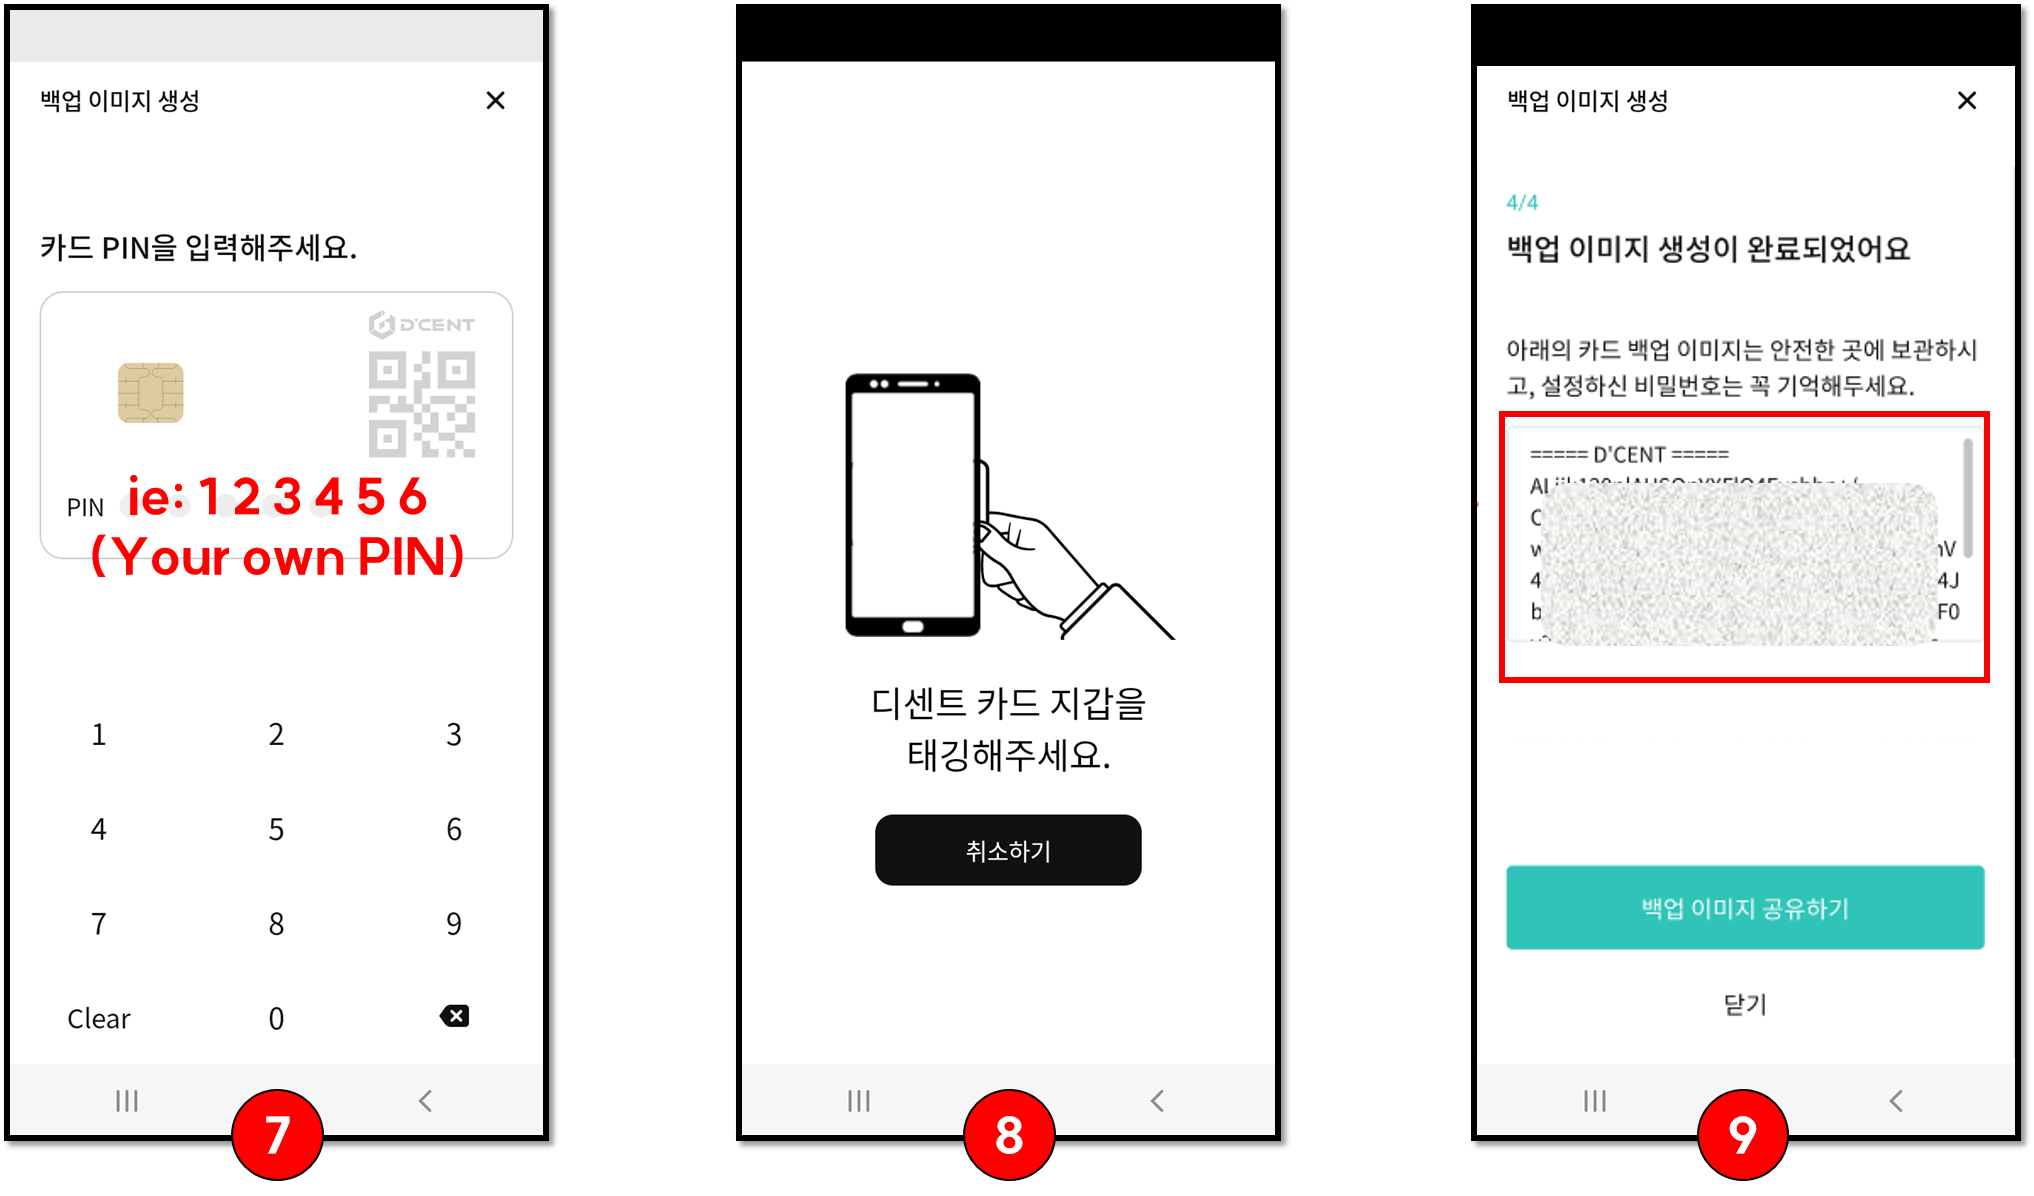 백업 이미지 생성
카드 PIN을 입력해주세요.
D'CENT
PIN
ie: 1 2 3 4 5 6
(Your own PIN)
1 2 3
4 5 6
7 8 9
Clear 0
7
디센트 카드 지갑을
태깅해주세요.
취소하기
8
백업 이미지 생성
4/4
백업 이미지 생성이 완료되었어요
아래의 카드 백업 이미지는 안전한 곳에 보관하시
고, 설정하신 비밀번호는 꼭 기억해두세요.
===== D'CENT =====
nV
4 4J
b F0
백업 이미지 공유하기
닫기
9